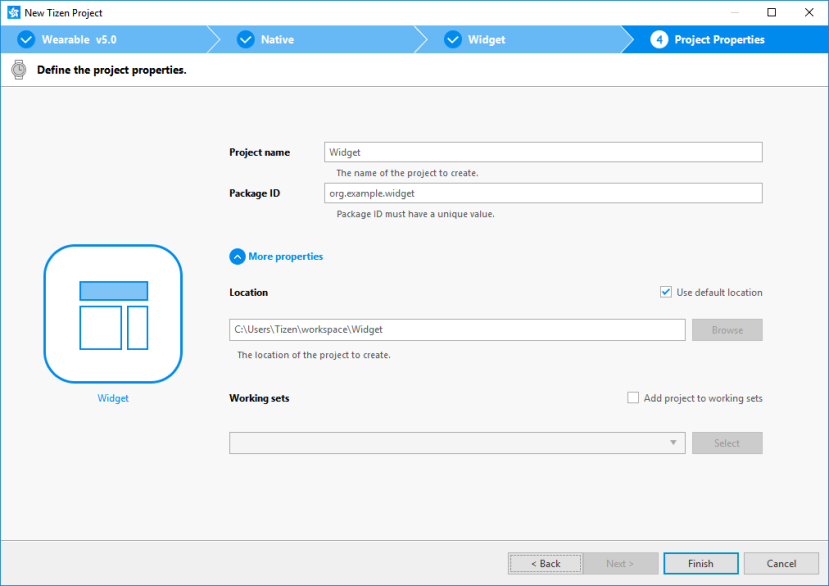 New Tizen Project
Wearable v5.0
Native
Widget
4 Project Properties
Define the project properties.
Project name
Widget
The name of the project to create.
Package ID
org.example.widget
Package ID must have a unique value.
More properties
Location
Use default location
C:\Users\Tizen\workspace\Widget
Browse
The location of the project to create.
Widget
Working sets
Add project to working sets
Select
< Back
Next >
Finish
Cancel